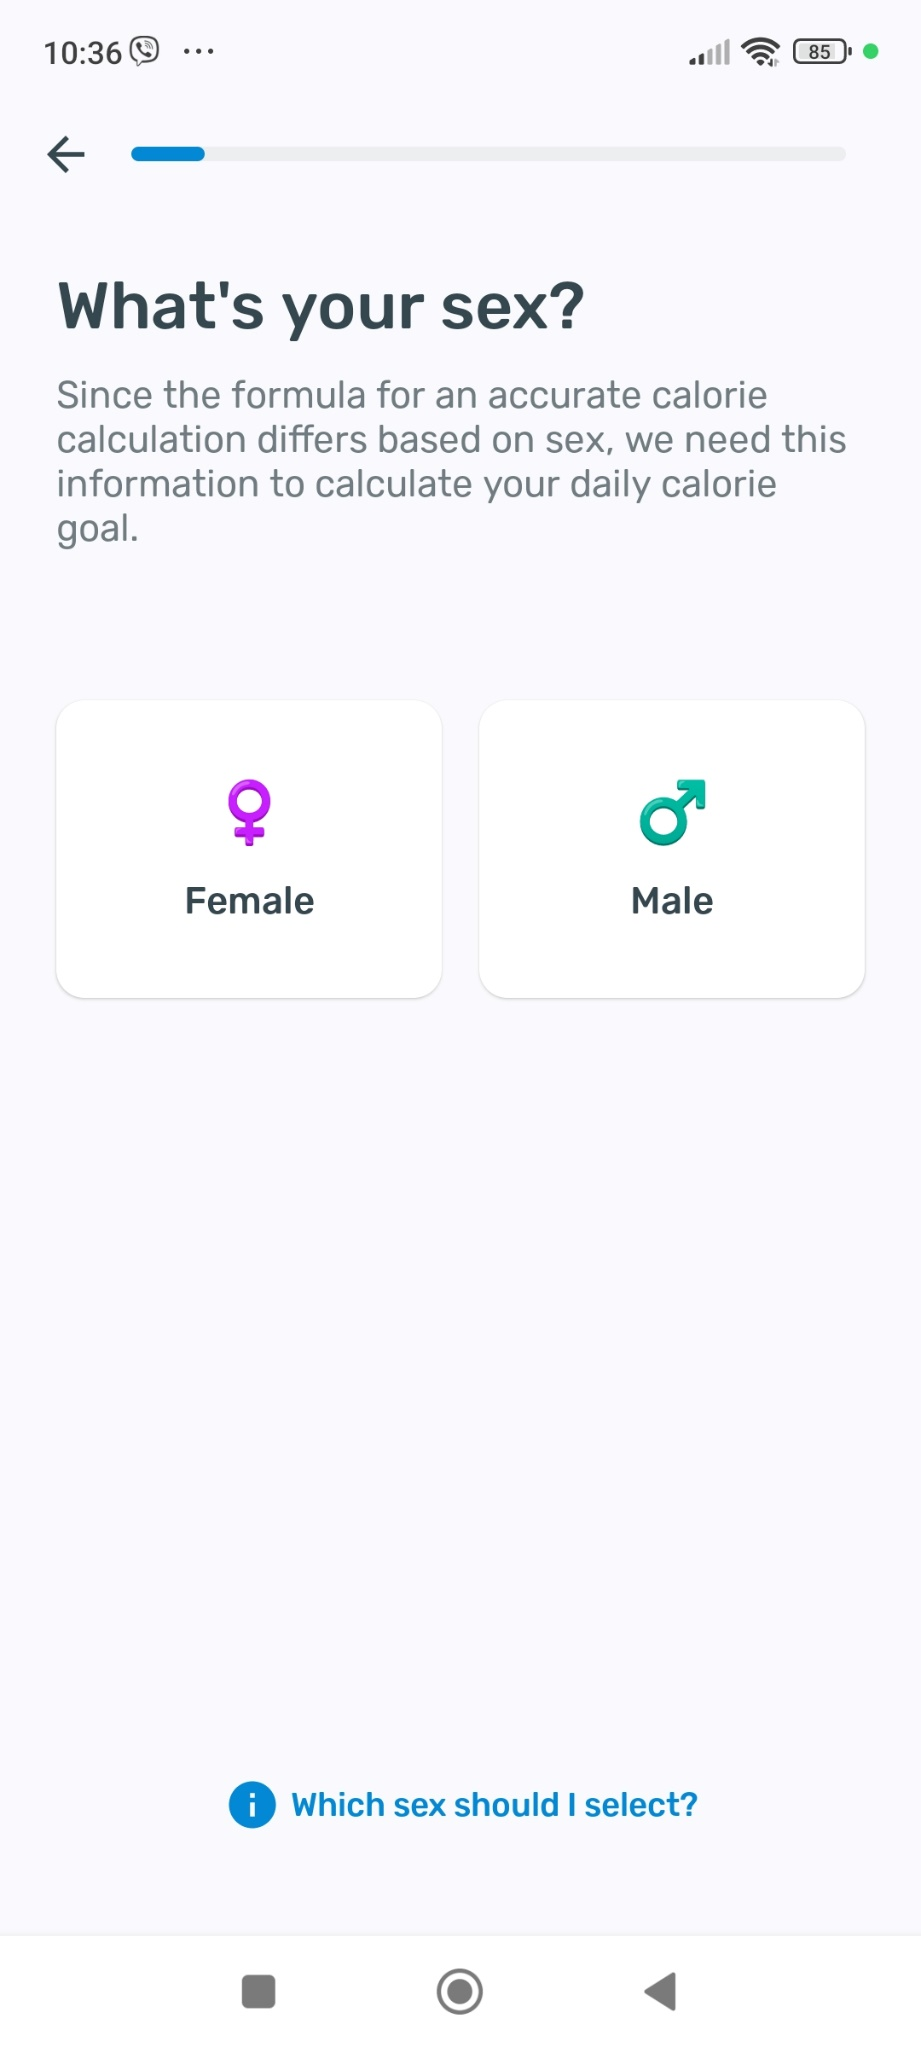 10:36
85
What's your sex?
Since the formula for an accurate calorie
calculation differs based on sex, we need this
information to calculate your daily calorie
goal.
Female
Male
Which sex should I select?